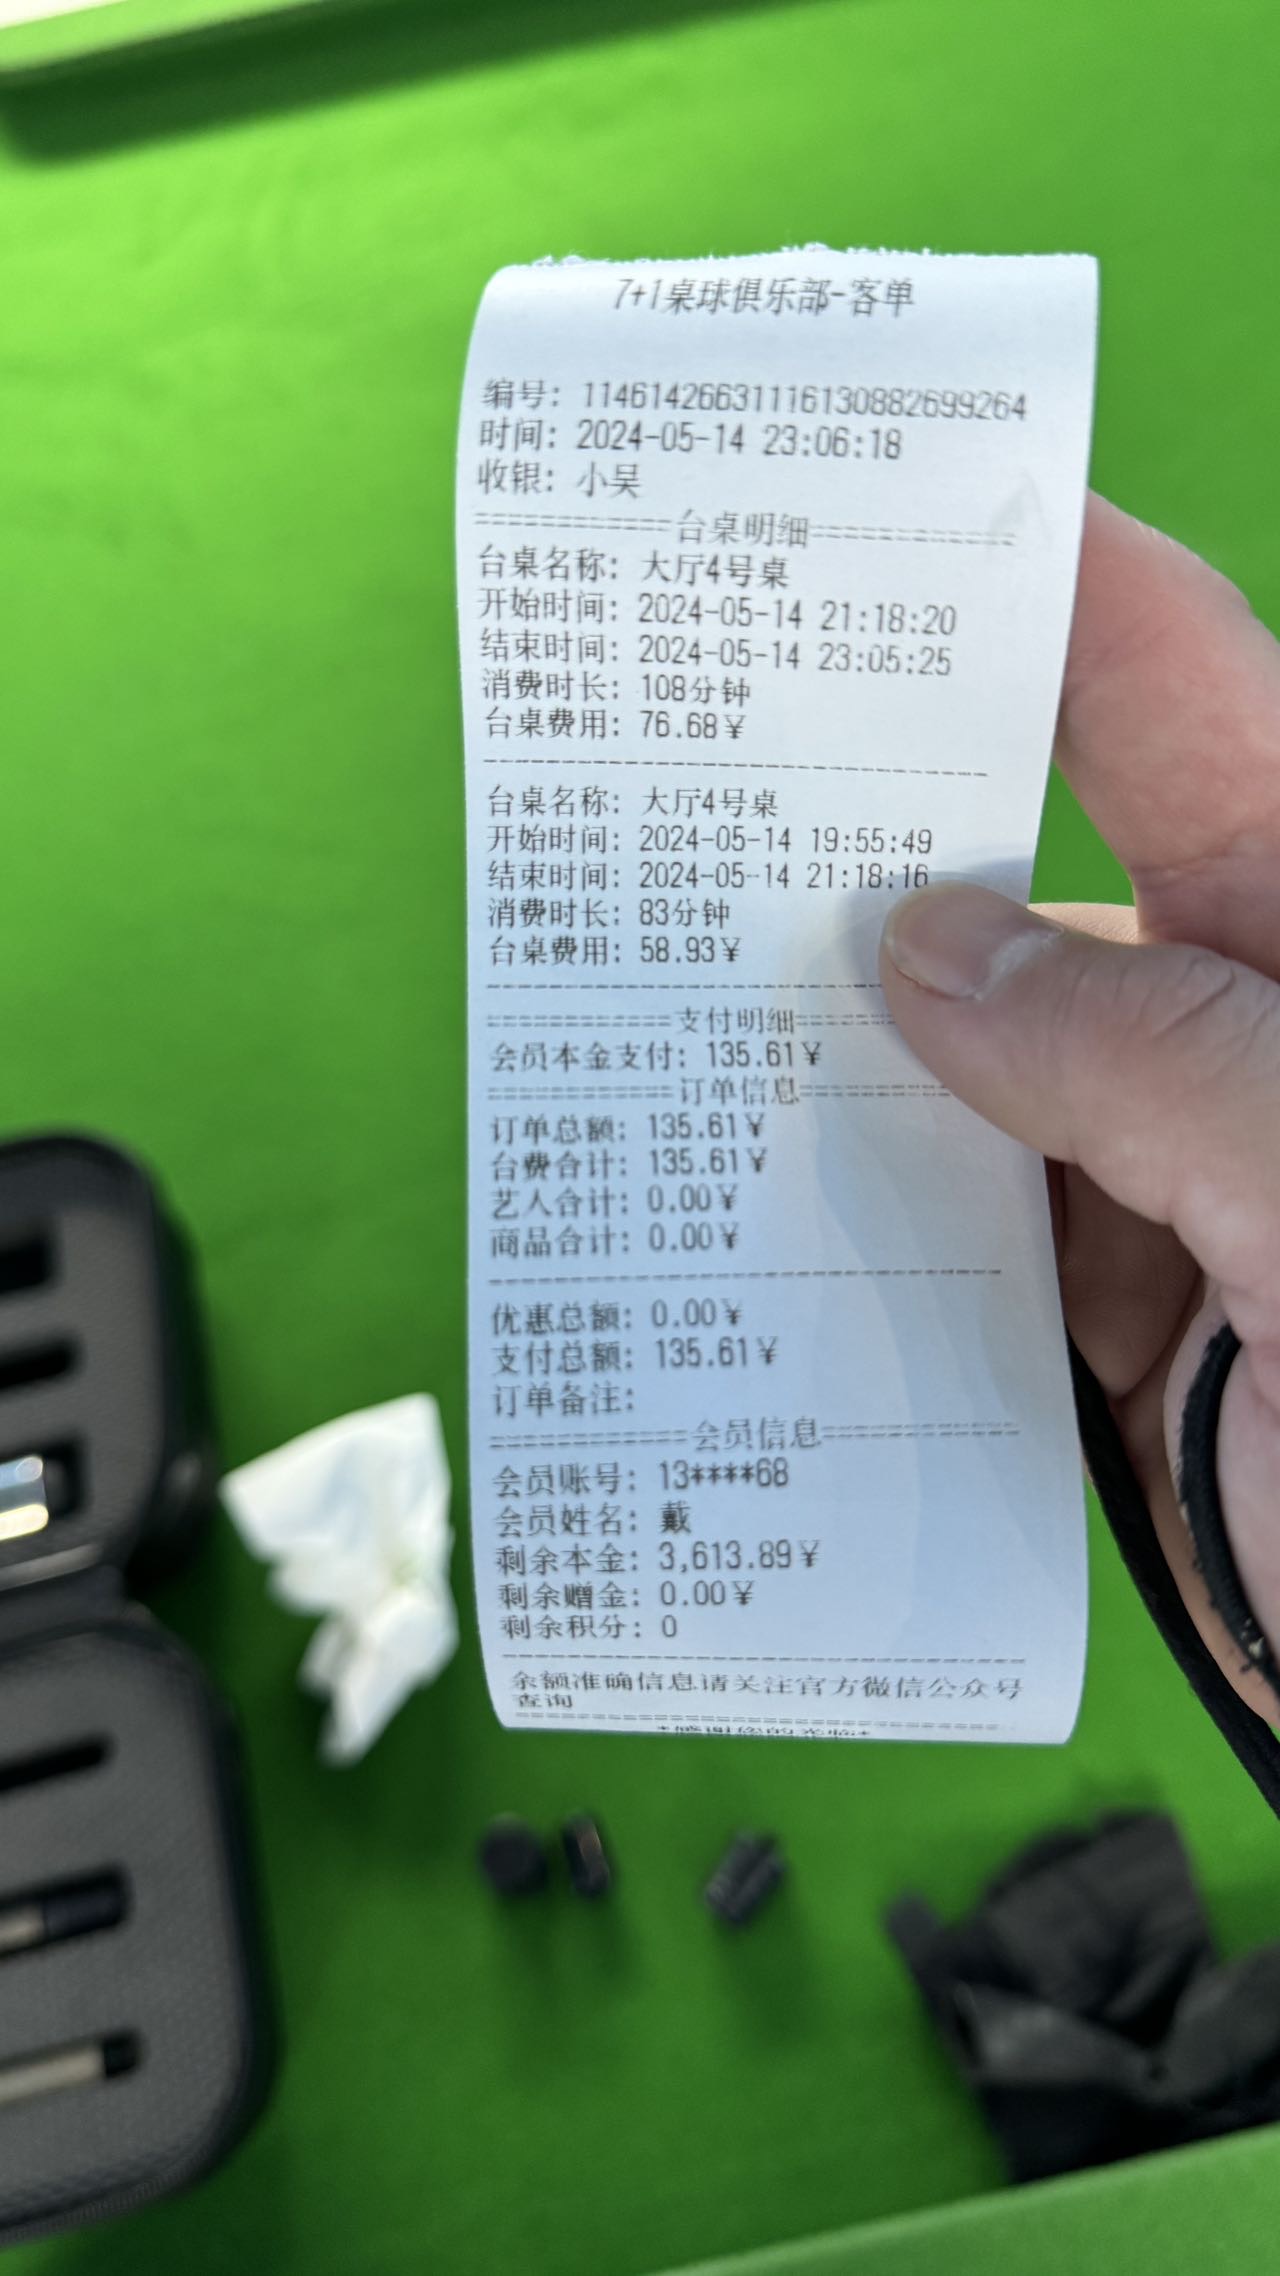 7+1桌球俱乐部-客单
编号: 1146142663111613088269​9264
时间: 2024-05-14 23:06:18
收银: 小吴
============台桌明细=============
台桌名称: 大厅4号桌
开始时间: 2024-05-14 21:18:20
结束时间: 2024-05-14 23:05:25
消费时长: 108分钟
台桌费用: 76.68¥
台桌名称: 大厅4号桌
开始时间: 2024-05-14 19:55:49
结束时间: 2024-05-14 21:18:16
消费时长: 83分钟
台桌费用: 58.93¥
============支付明细======
会员本金支付: 135.61¥
============订单信息==========
订单总额: 135.61¥
台费合计: 135.61¥
艺人合计: 0.00¥
商品合计: 0.00¥
优惠总额: 0.00¥
支付总额: 135.61¥
订单备注:
============会员信息============
会员账号: 13****68
会员姓名: 戴
剩余本金: 3,613.89¥
剩余赠金: 0.00¥
剩余积分: 0
余额准确信息请关注官方微信公众号
查询
*感谢您的光临*